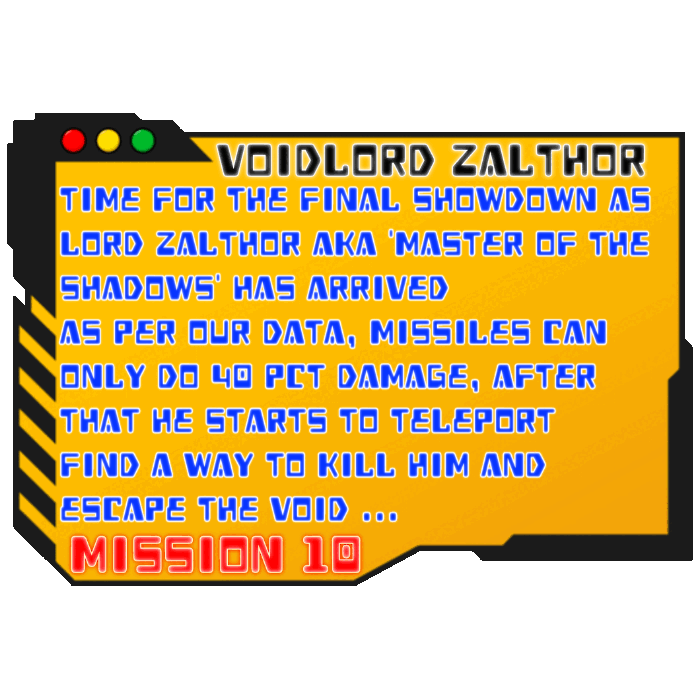 VOIDLORD ZALTHOR
TIME FOR THE FINAL SHOWDOWN AS
LORD ZALTHOR AKA 'MASTER OF THE
SHADOWS' HAS ARRIVED
AS PER OUR DATA, MISSILES CAN
ONLY DO 40 PCT DAMAGE, AFTER
THAT HE STARTS TO TELEPORT
FIND A WAY TO KILL HIM AND
ESCAPE THE VOID ...
MISSION 10